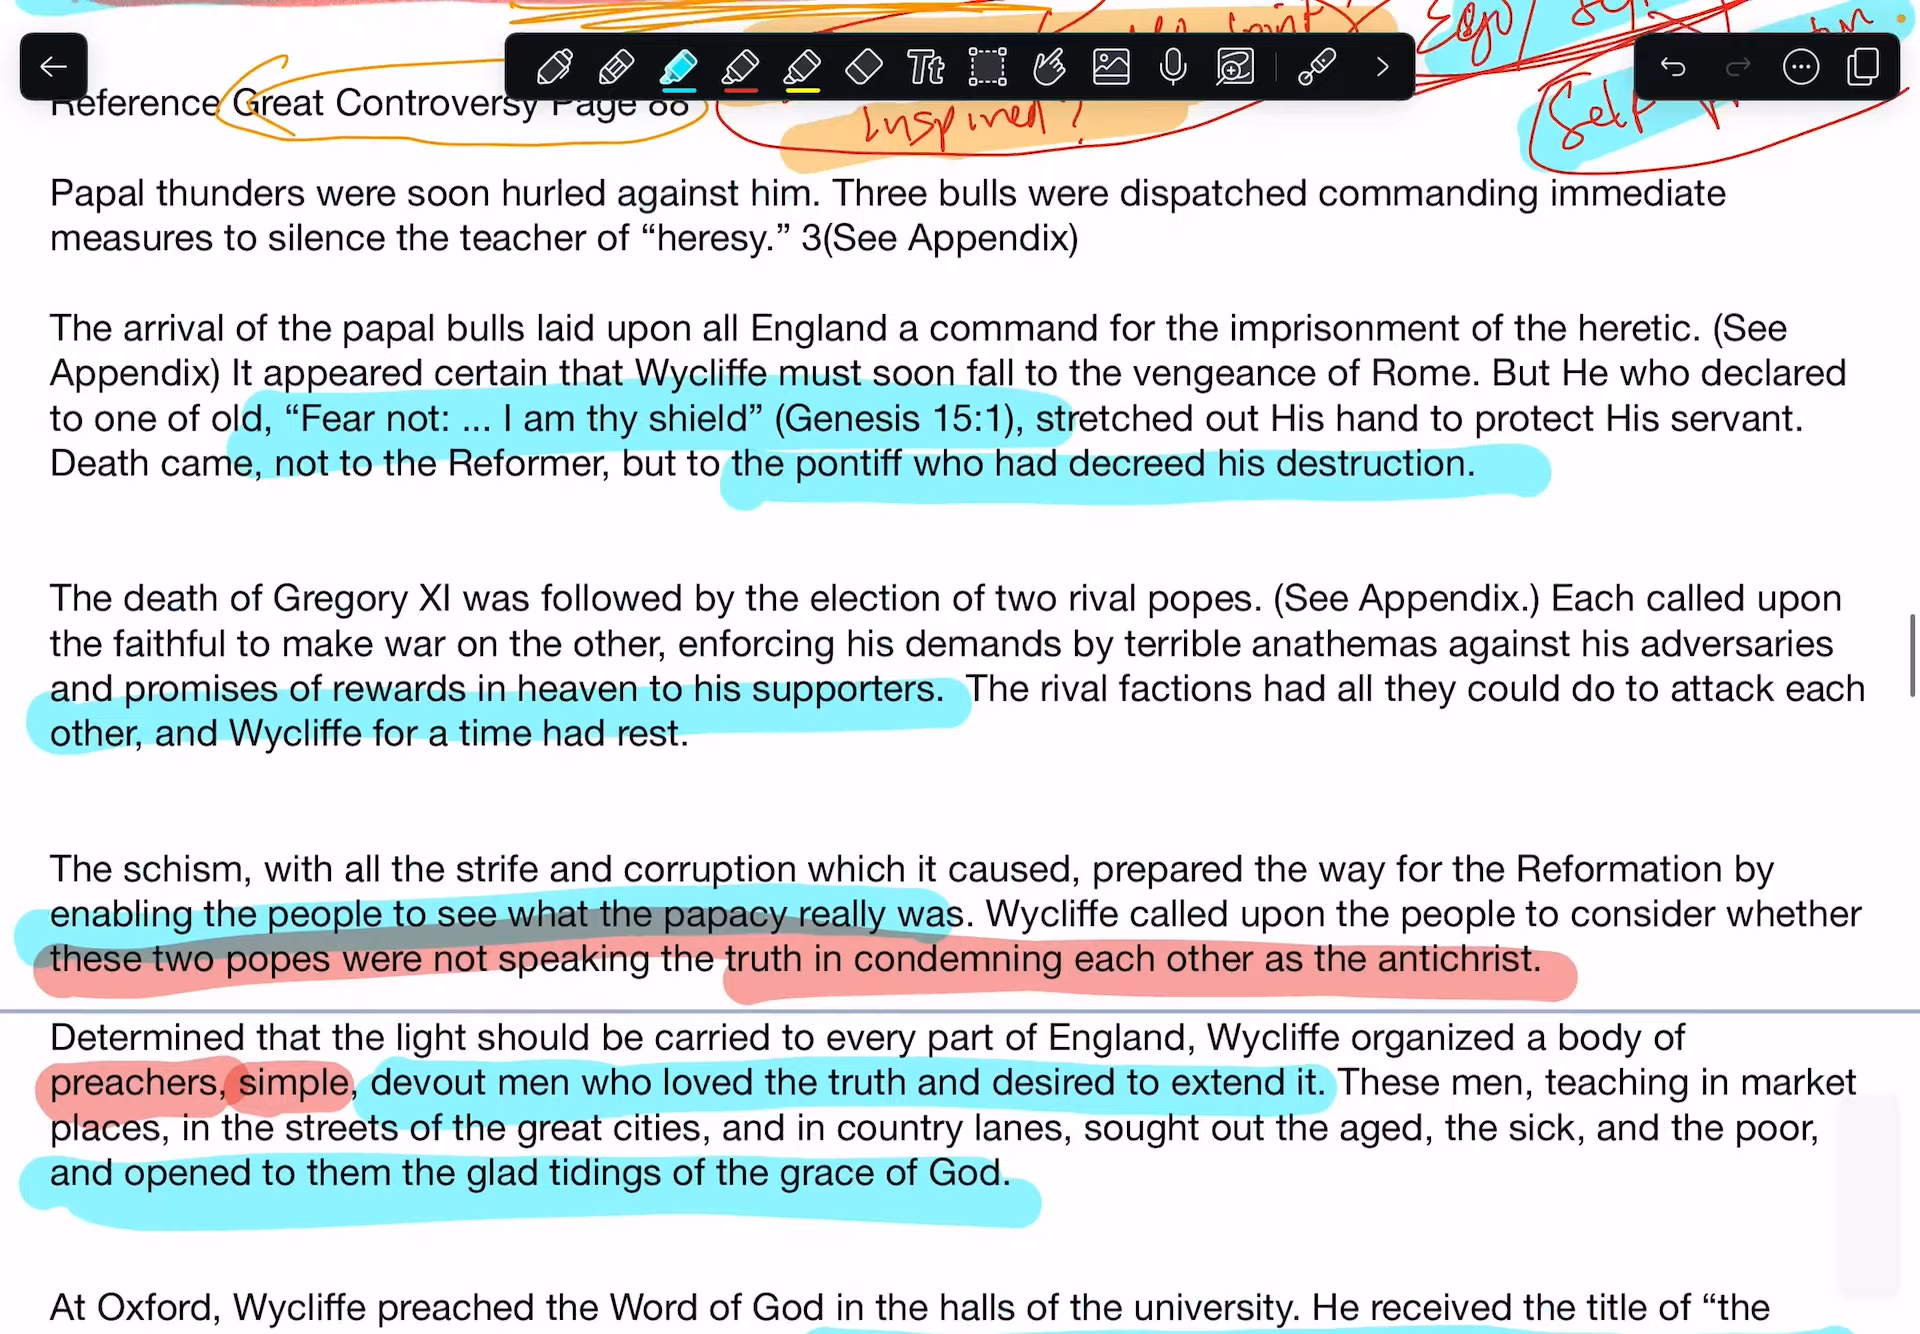 Ego/
Reference Great Controversy Page 88
Inspired?
Self
Papal thunders were soon hurled against him. Three bulls were dispatched commanding immediate
measures to silence the teacher of “heresy.” 3(See Appendix)
The arrival of the papal bulls laid upon all England a command for the imprisonment of the heretic. (See
Appendix) It appeared certain that Wycliffe must soon fall to the vengeance of Rome. But He who declared
to one of old, “Fear not: ... I am thy shield” (Genesis 15:1), stretched out His hand to protect His servant.
Death came, not to the Reformer, but to the pontiff who had decreed his destruction.
The death of Gregory XI was followed by the election of two rival popes. (See Appendix.) Each called upon
the faithful to make war on the other, enforcing his demands by terrible anathemas against his adversaries
and promises of rewards in heaven to his supporters. The rival factions had all they could do to attack each
other, and Wycliffe for a time had rest.
The schism, with all the strife and corruption which it caused, prepared the way for the Reformation by
enabling the people to see what the papacy really was. Wycliffe called upon the people to consider whether
these two popes were not speaking the truth in condemning each other as the antichrist.
Determined that the light should be carried to every part of England, Wycliffe organized a body of
preachers, simple, devout men who loved the truth and desired to extend it. These men, teaching in market
places, in the streets of the great cities, and in country lanes, sought out the aged, the sick, and the poor,
and opened to them the glad tidings of the grace of God.
At Oxford, Wycliffe preached the Word of God in the halls of the university. He received the title of “the